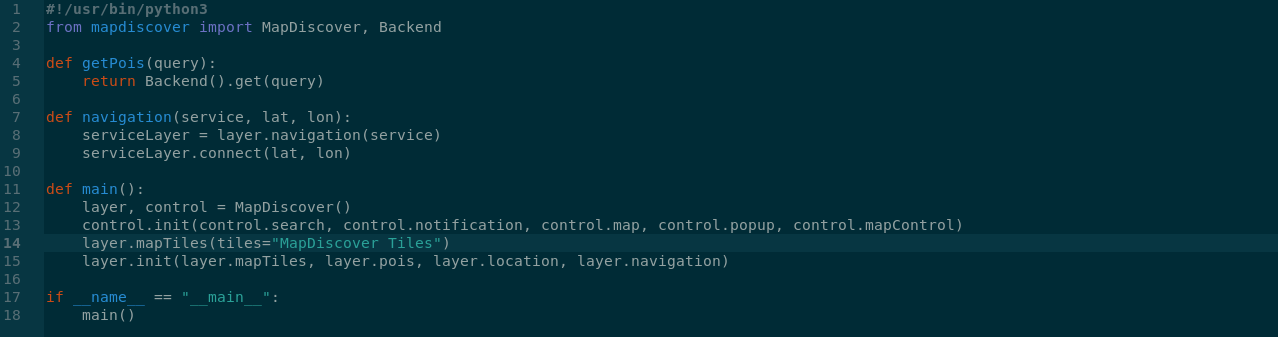 1 #!/usr/bin/python3
2 from mapdiscover import MapDiscover, Backend
3
4 def getPois(query):
5     return Backend().get(query)
6
7 def navigation(service, lat, lon):
8     serviceLayer = layer.navigation(service)
9     serviceLayer.connect(lat, lon)
10
11 def main():
12     layer, control = MapDiscover()
13     control.init(control.search, control.notification, control.map, control.popup, control.mapControl)
14     layer.mapTiles(tiles="MapDiscover Tiles")
15     layer.init(layer.mapTiles, layer.pois, layer.location, layer.navigation)
16
17 if __name__ == "__main__":
18     main()